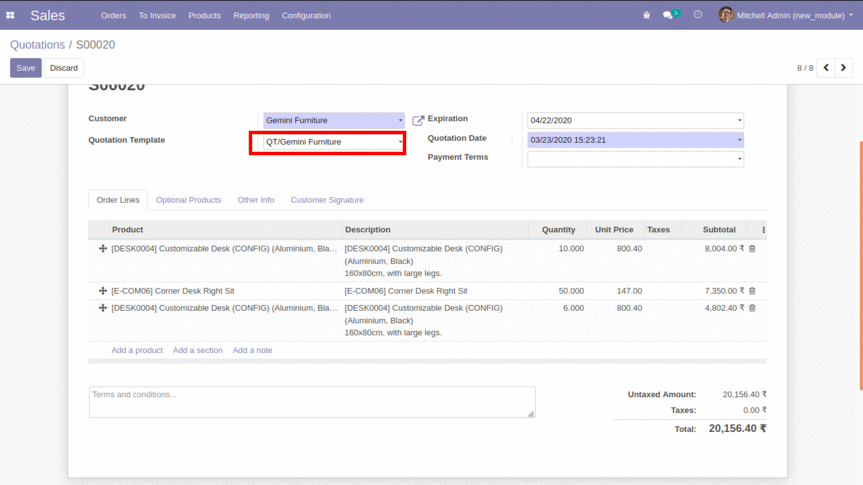 Sales Orders To Invoice Products Reporting Configuration 5 Mitchell Admin (new_module)
Quotations / S00020
Save Discard 8 / 8
S00020
Customer Gemini Furniture Expiration 04/22/2020
Quotation Template QT/Gemini Furniture Quotation Date 03/23/2020 15:23:21
Payment Terms
Order Lines Optional Products Other Info Customer Signature
Product Description Quantity Unit Price Taxes Subtotal
[DESK0004] Customizable Desk (CONFIG) (Aluminium, Bla... [DESK0004] Customizable Desk (CONFIG) 10.000 800.40 8,004.00 ₹
(Aluminium, Black)
160x80cm, with large legs.
[E-COM06] Corner Desk Right Sit [E-COM06] Corner Desk Right Sit 50.000 147.00 7,350.00 ₹
[DESK0004] Customizable Desk (CONFIG) (Aluminium, Bla... [DESK0004] Customizable Desk (CONFIG) 6.000 800.40 4,802.40 ₹
(Aluminium, Black)
160x80cm, with large legs.
Add a product Add a section Add a note
Terms and conditions... Untaxed Amount: 20,156.40 ₹
Taxes: 0.00 ₹
Total: 20,156.40 ₹